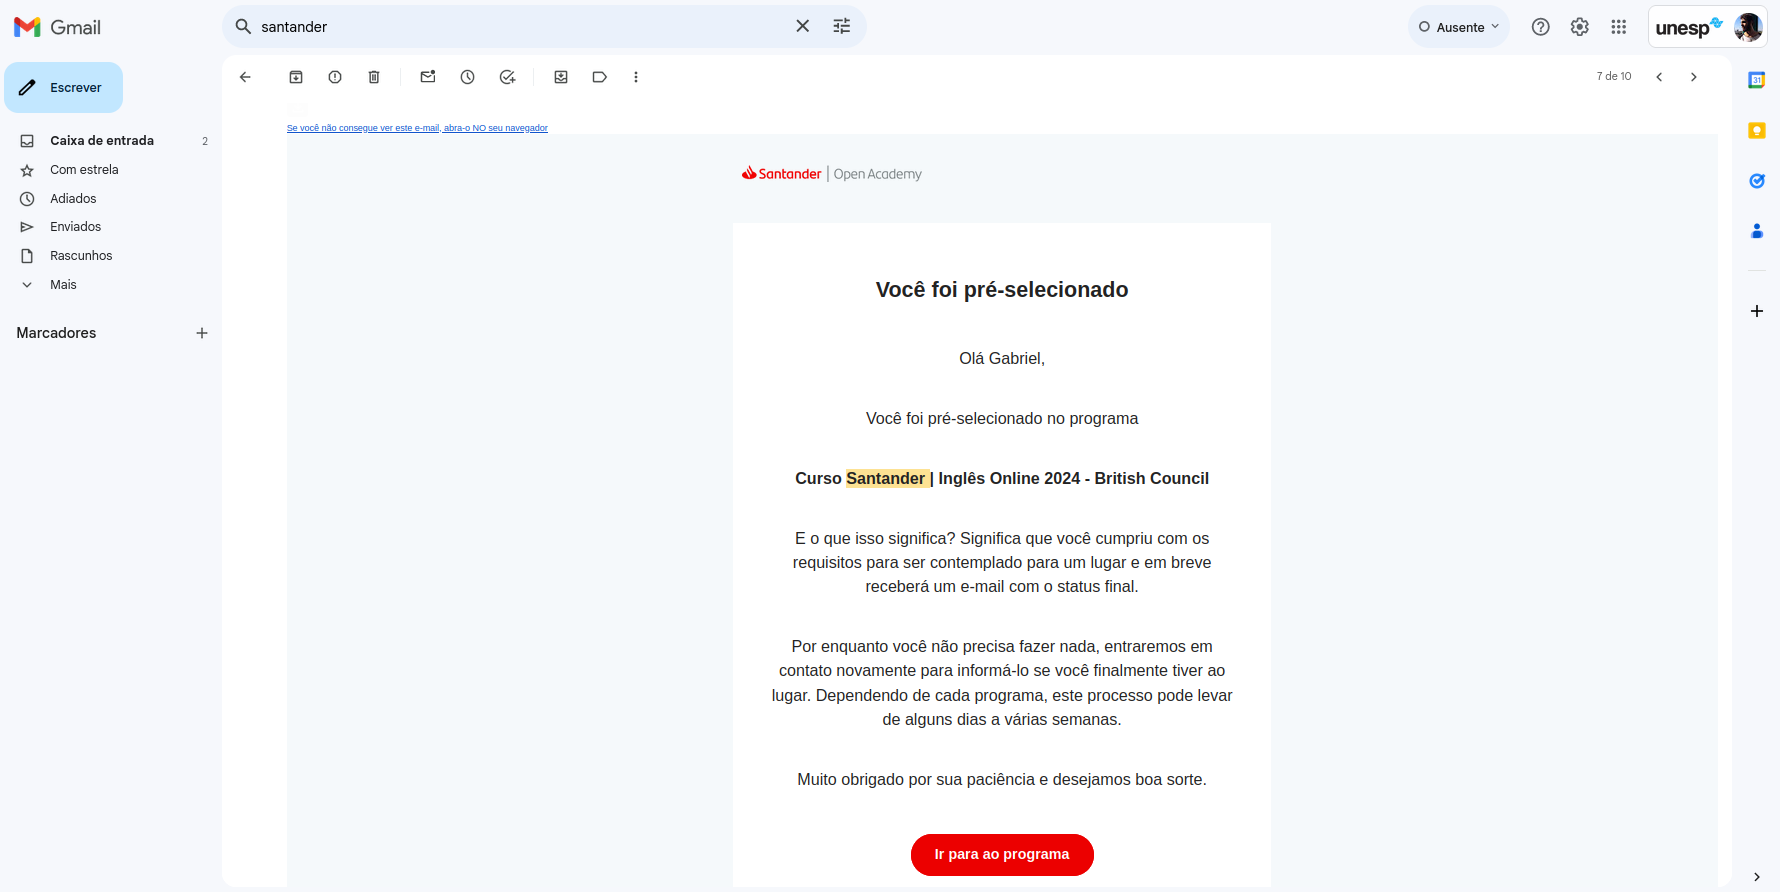 Gmail
santander
Ausente
unesp
Escrever
7 de 10
Caixa de entrada 2
Com estrela
Adiados
Enviados
Rascunhos
Mais
Marcadores
31
Se você não consegue ver este e-mail, abra-o NO seu navegador
Santander | Open Academy
Você foi pré-selecionado
Olá Gabriel,
Você foi pré-selecionado no programa
Curso Santander | Inglês Online 2024 - British Council
E o que isso significa? Significa que você cumpriu com os
requisitos para ser contemplado para um lugar e em breve
receberá um e-mail com o status final.
Por enquanto você não precisa fazer nada, entraremos em
contato novamente para informá-lo se você finalmente tiver ao
lugar. Dependendo de cada programa, este processo pode levar
de alguns dias a várias semanas.
Muito obrigado por sua paciência e desejamos boa sorte.
Ir para ao programa